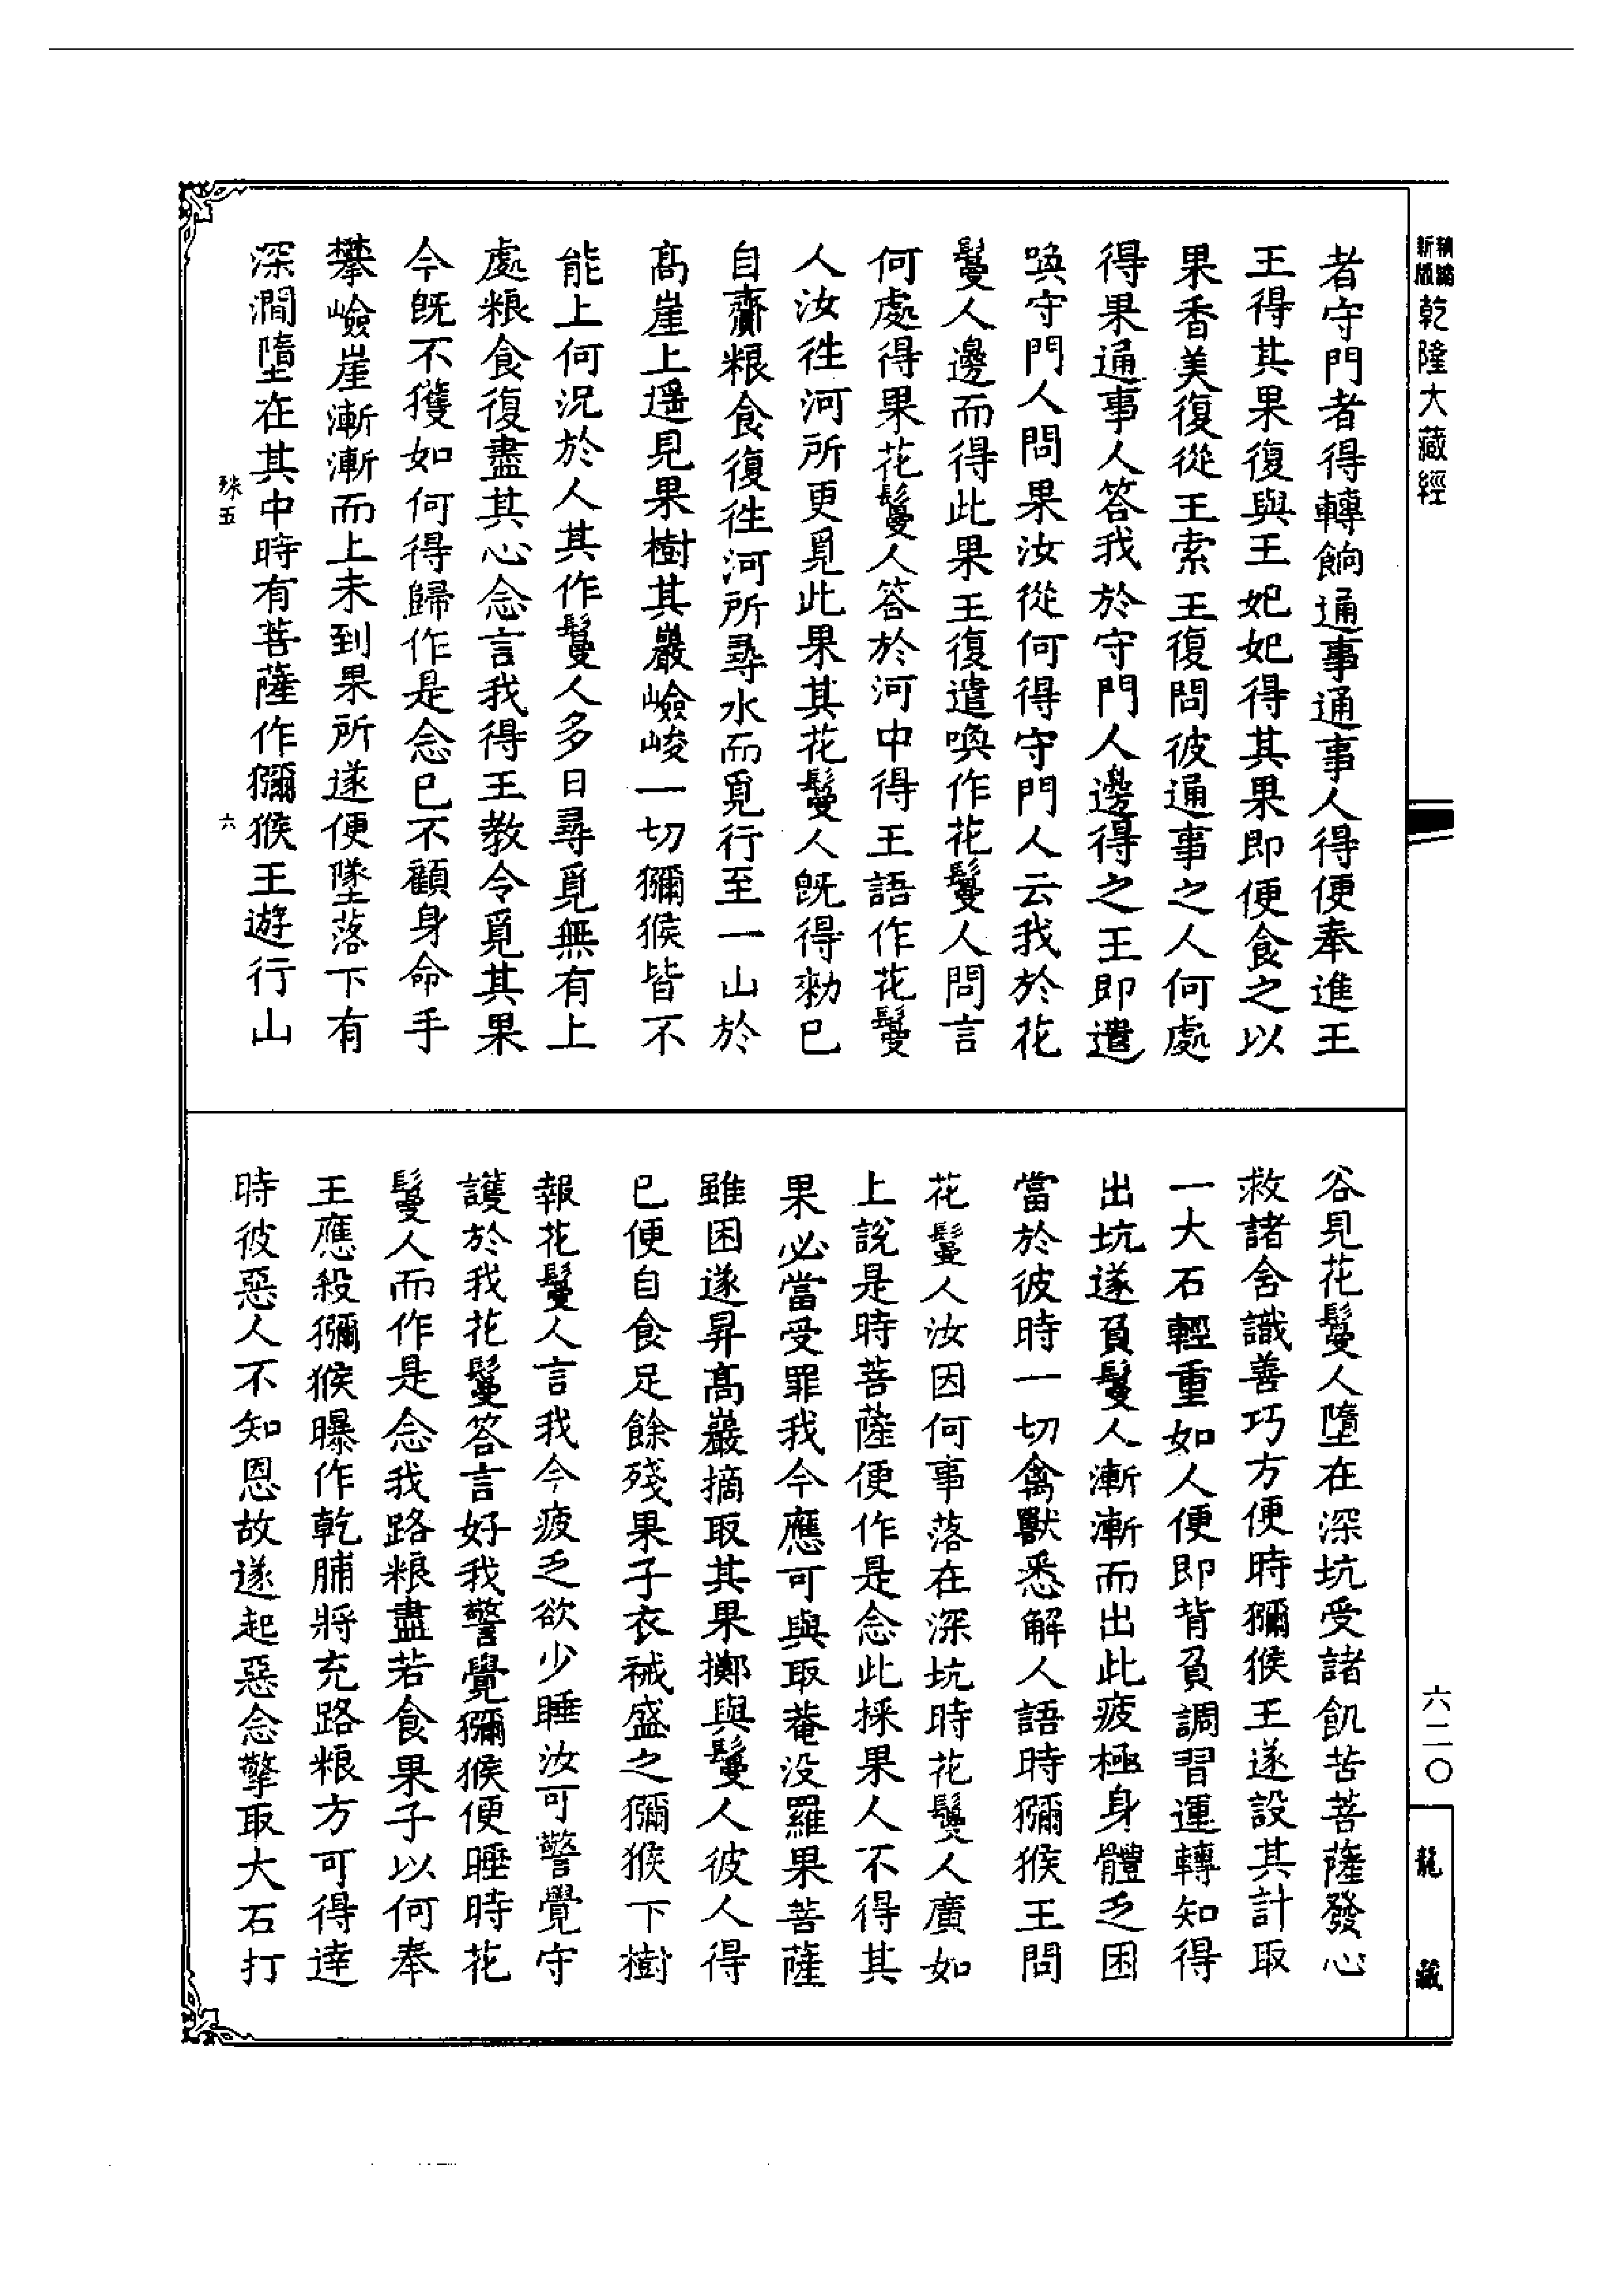 新編
縮版
乾隆大藏經
者守門者得轉餉通事通事人得便奉進王
王得其果復與王妃妃得其果即便食之以
果香美復從王索王復問彼通事之人何處
得果通事人答我於守門人邊得之王即遣
喚守門人問果汝從何得守門人云我於花
鬘人邊而得此果王復遣喚作花鬘人問言
何處得果花鬘人答於河中得王語作花鬘
人汝徃河所更覓此果其花鬘人既得勑已
自齎粮食復徃河所尋水而覓行至一山於
高崖上遥見果樹其巖嶮峻一切獼猴皆不
能上何況於人其作鬘人多日尋覓無有上
處粮食復盡其心念言我得王教令覓其果
今既不獲如何得歸作是念已不顧身命手
攀嶮崖漸漸而上未到果所遂便墜落下有
深澗墮在其中時有菩薩作獼猴王遊行山
殊五
六
谷見花鬘人墮在深坑受諸飢苦菩薩發心
救諸含識善巧方便時獼猴王遂設其計取
一大石輕重如人便即背負調習運轉知得
出坑遂負鬘人漸漸而出此疲極身體乏困
當於彼時一切禽獸悉解人語時獼猴王問
花鬘人汝因何事落在深坑時花鬘人廣如
上說是時菩薩便作是念此採果人不得其
果必當受罪我今應可與取菴没羅果菩薩
雖困遂昇高巖摘取其果擲與鬘人彼人得
已便自食足餘殘果子衣裓盛之獼猴下樹
報花鬘人言我今疲乏欲少睡汝可警覺守
護於我花鬘答言好我警覺獼猴便睡時花
鬘人而作是念我路粮盡若食果子以何奉
王應殺獼猴曝作乾脯將充路粮方可得達
時彼惡人不知恩故遂起惡念擎取大石打
六二〇
龍藏